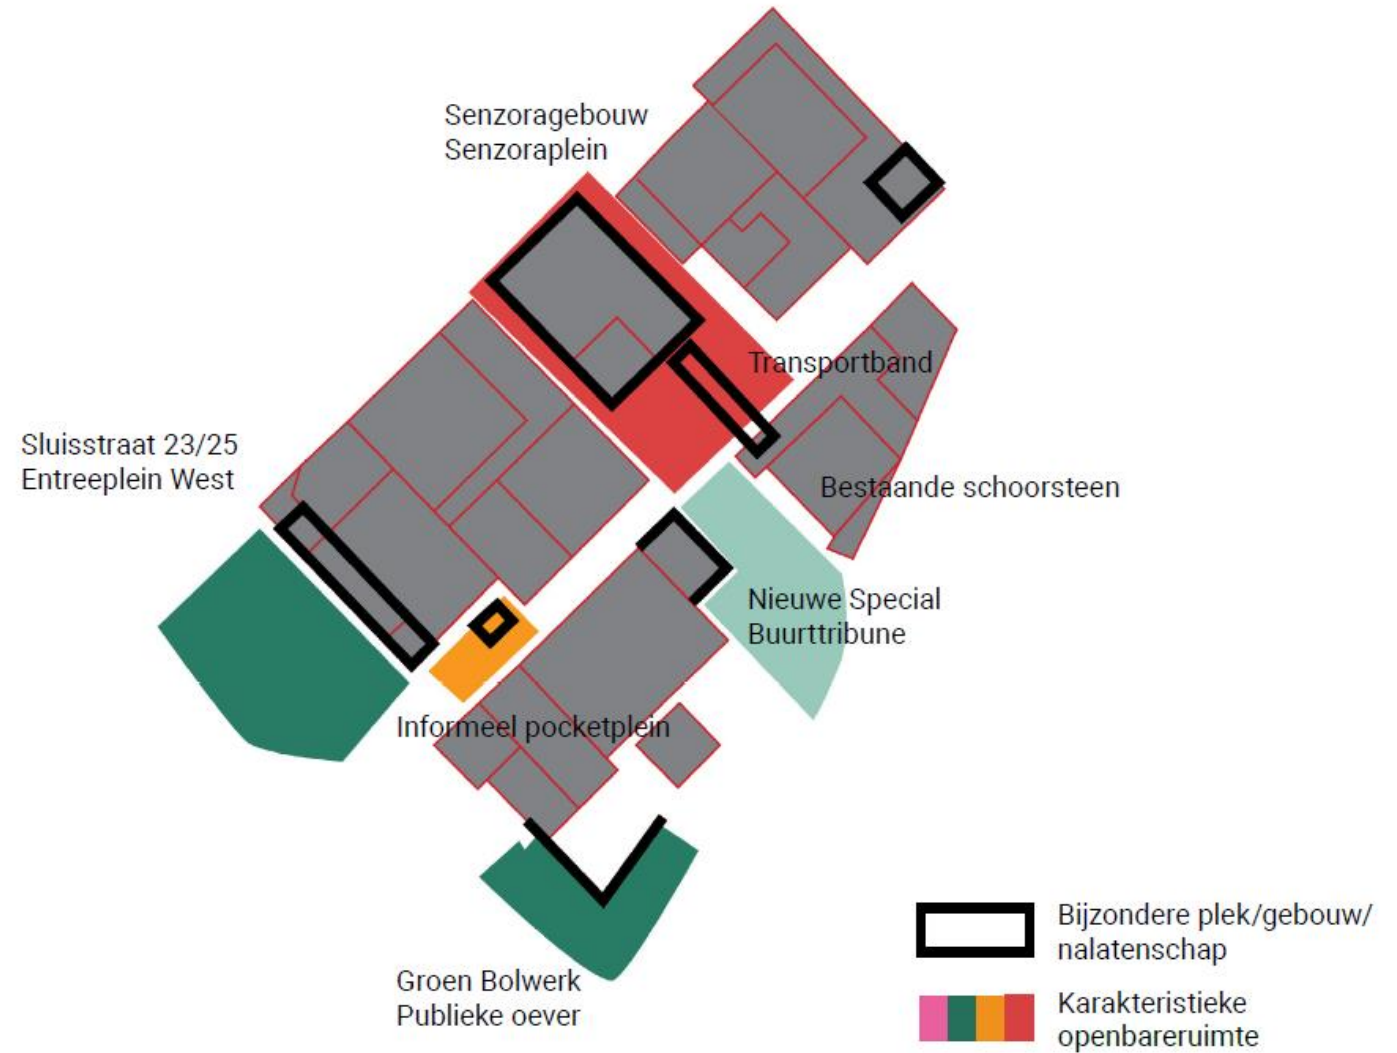 Senzoragebouw
Senzoraplein
Transportband
Sluisstraat 23/25
Entreeplein West
Bestaande schoorsteen
Nieuwe Special
Buurttribune
Informeel pocketplein
Groen Bolwerk
Publieke oever
Bijzondere plek/gebouw/
nalatenschap
Karakteristieke
openbareruimte